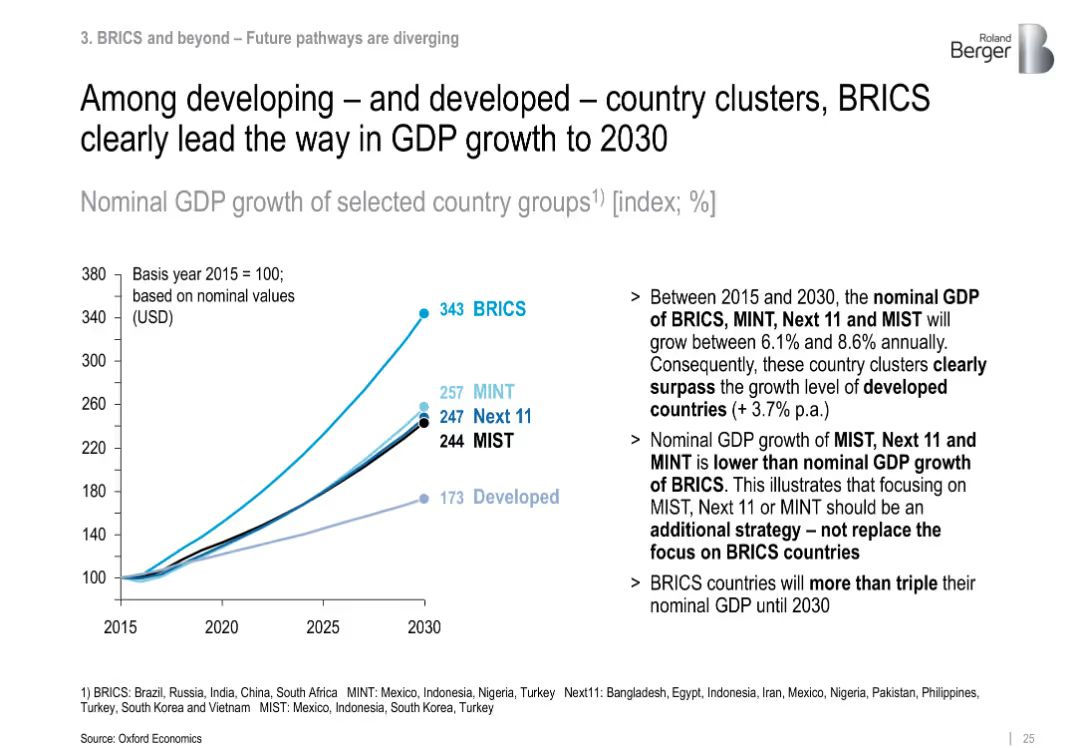 3. BRICS and beyond – Future pathways are diverging
Roland
Berger
B
Among developing – and developed – country clusters, BRICS
clearly lead the way in GDP growth to 2030
Nominal GDP growth of selected country groups1) [index; %]
380
340
300
260
220
180
140
100
Basis year 2015 = 100;
based on nominal values
(USD)
343 BRICS
257 MINT
247 Next 11
244 MIST
173 Developed
2015 2020 2025 2030
> Between 2015 and 2030, the nominal GDP
of BRICS, MINT, Next 11 and MIST will
grow between 6.1% and 8.6% annually.
Consequently, these country clusters clearly
surpass the growth level of developed
countries (+ 3.7% p.a.)
> Nominal GDP growth of MIST, Next 11 and
MINT is lower than nominal GDP growth
of BRICS. This illustrates that focusing on
MIST, Next 11 or MINT should be an
additional strategy – not replace the
focus on BRICS countries
> BRICS countries will more than triple their
nominal GDP until 2030
1) BRICS: Brazil, Russia, India, China, South Africa MINT: Mexico, Indonesia, Nigeria, Turkey Next11: Bangladesh, Egypt, Indonesia, Iran, Mexico, Nigeria, Pakistan, Philippines,
Turkey, South Korea and Vietnam MIST: Mexico, Indonesia, South Korea, Turkey
Source: Oxford Economics
25